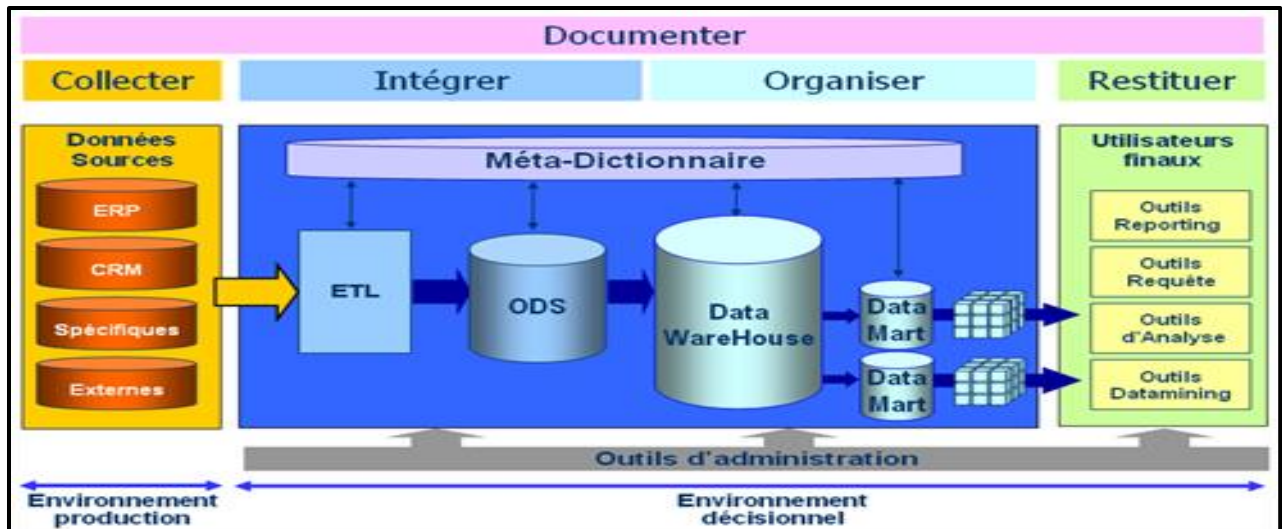 Documenter
Collecter
Intégrer
Organiser
Restituer
Données
Sources
ERP
CRM
Spécifiques
Externes
Méta-Dictionnaire
ETL
ODS
Data
WareHouse
Data
Mart
Data
Mart
Utilisateurs
finaux
Outils
Reporting
Outils
Requête
Outils
d'Analyse
Outils
Datamining
Outils d'administration
Environnement
production
Environnement
décisionnel